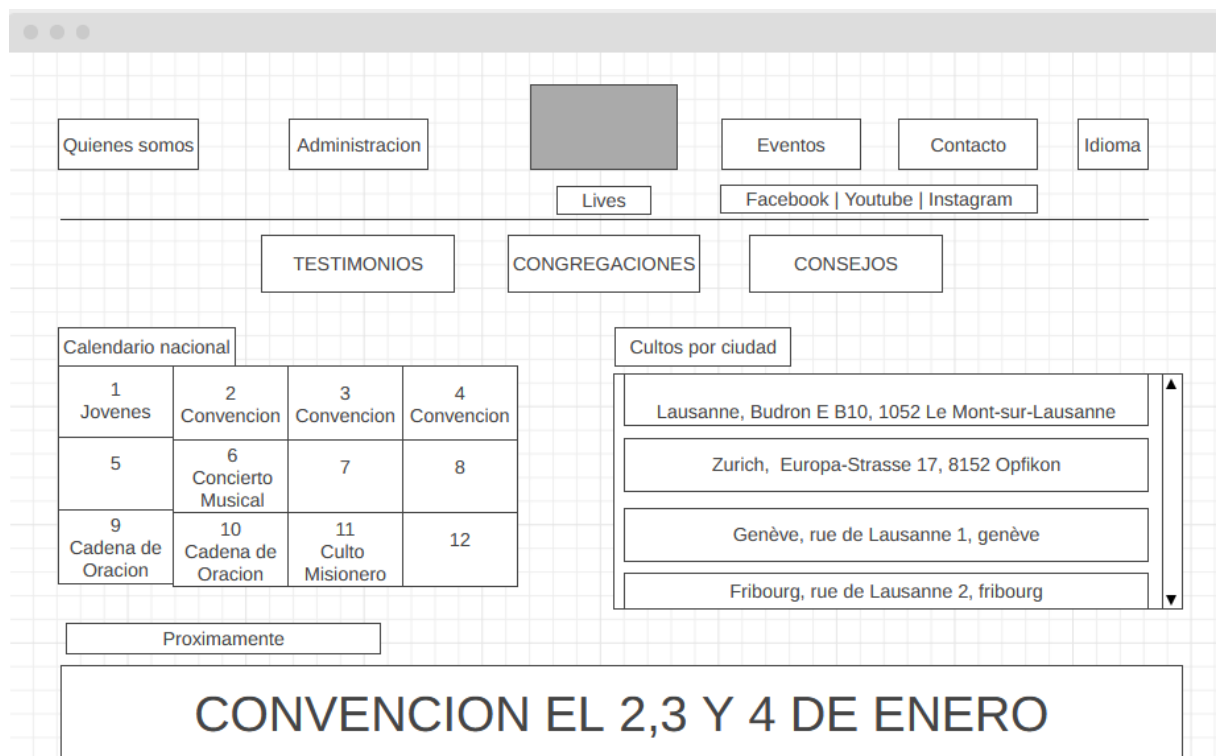 Quienes somos
Administracion
Eventos
Contacto
Idioma
Lives
Facebook | Youtube | Instagram
TESTIMONIOS
CONGREGACIONES
CONSEJOS
Calendario nacional
1
Jovenes
2
Convencion
3
Convencion
4
Convencion
5
6
Concierto
Musical
7
8
9
Cadena de
Oracion
10
Cadena de
Oracion
11
Culto
Misionero
12
Cultos por ciudad
Lausanne, Budron E B10, 1052 Le Mont-sur-Lausanne
Zurich,  Europa-Strasse 17, 8152 Opfikon
Genève, rue de Lausanne 1, genève
Fribourg, rue de Lausanne 2, fribourg
Proximamente
CONVENCION EL 2,3 Y 4 DE ENERO